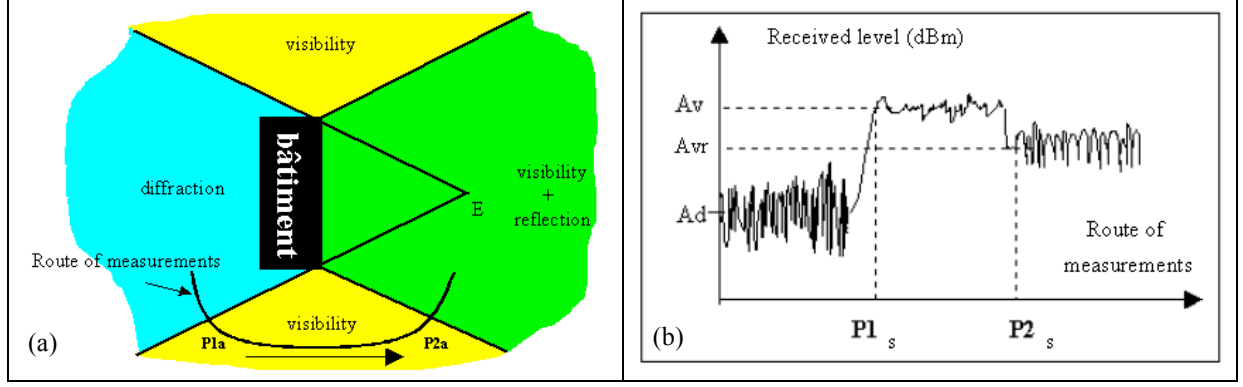 visibility
bâtiment
diffraction
visibility
+
reflection
E
Route of
measurements
visibility
P1a
P2a
(a)
Received level (dBm)
Av
Avr
Ad
Route of
measurements
P1 s
P2 s
(b)